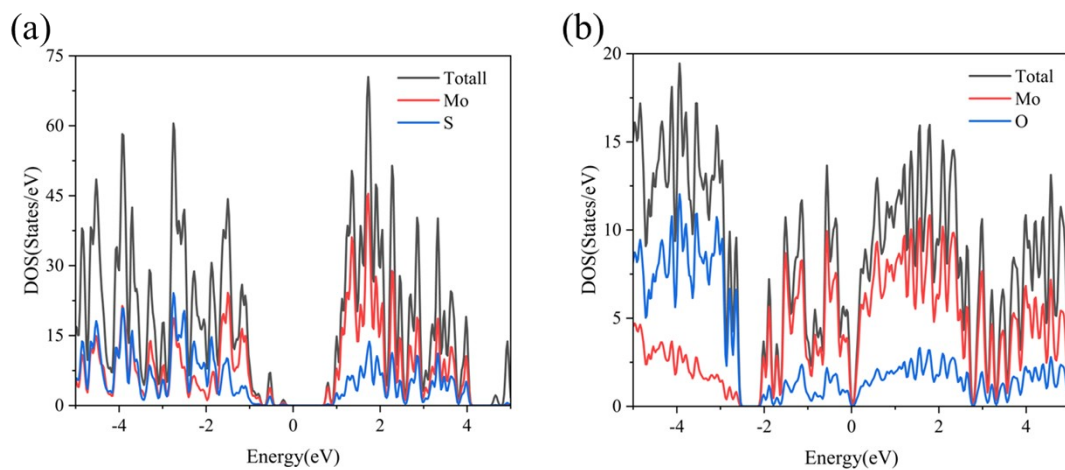 (a)
75
60
45
30
15
0
DOS(States/eV)
Totall
Mo
S
-4
-2
0
2
4
Energy(eV)
(b)
20
15
10
5
0
DOS(States/eV)
Total
Mo
O
-4
-2
0
2
4
Energy(eV)